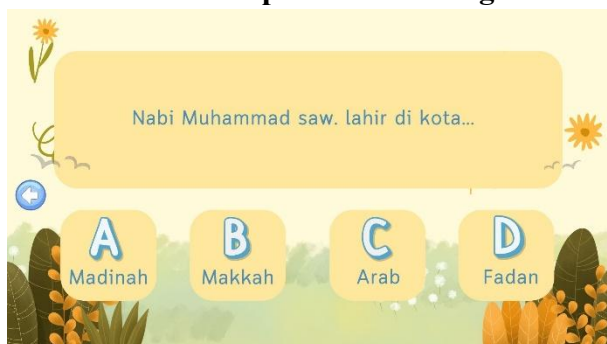 Nabi Muhammad saw. lahir di kota...
A
Madinah
B
Makkah
C
Arab
D
Fadan